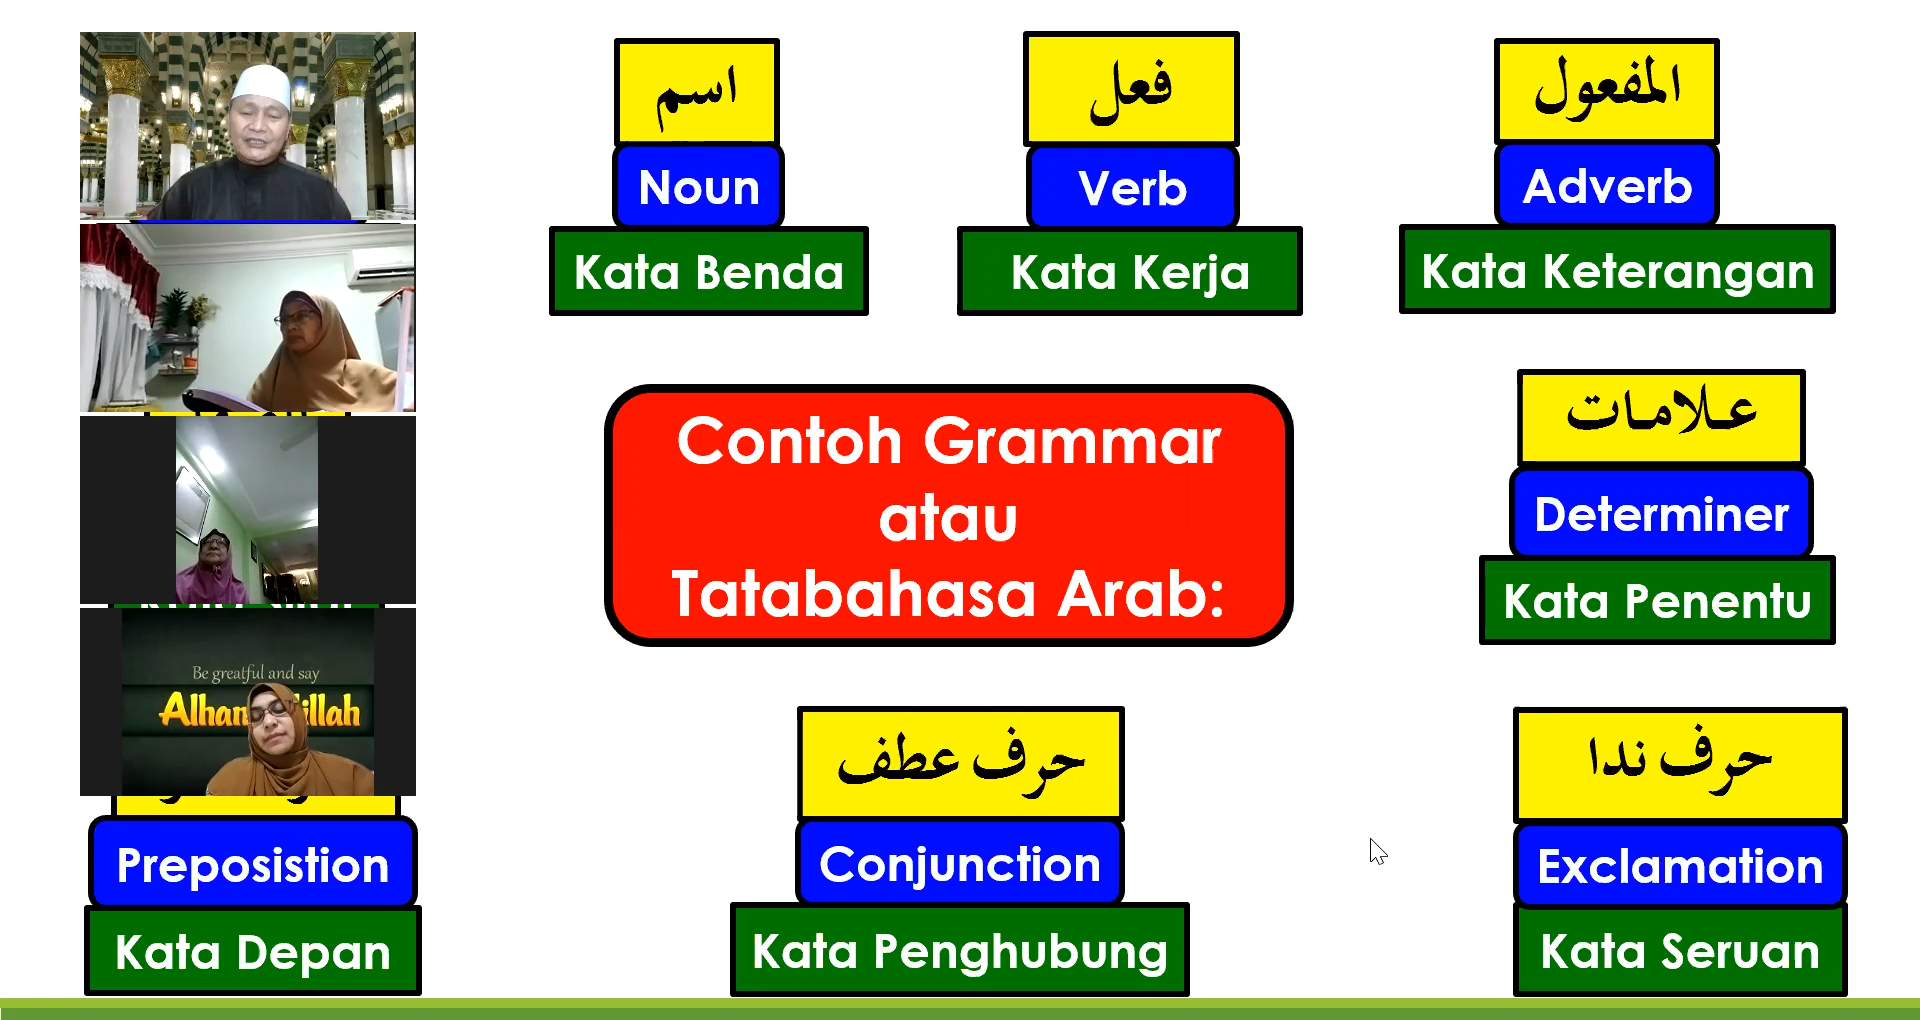 اسم
Noun
Kata Benda
فعل
Verb
Kata Kerja
المفعول
Adverb
Kata Keterangan
Contoh Grammar
atau
Tatabahasa Arab:
علامات
Determiner
Kata Penentu
Be greatful and say
Preposistion
Kata Depan
حرف عطف
Conjunction
Kata Penghubung
حرف ندا
Exclamation
Kata Seruan